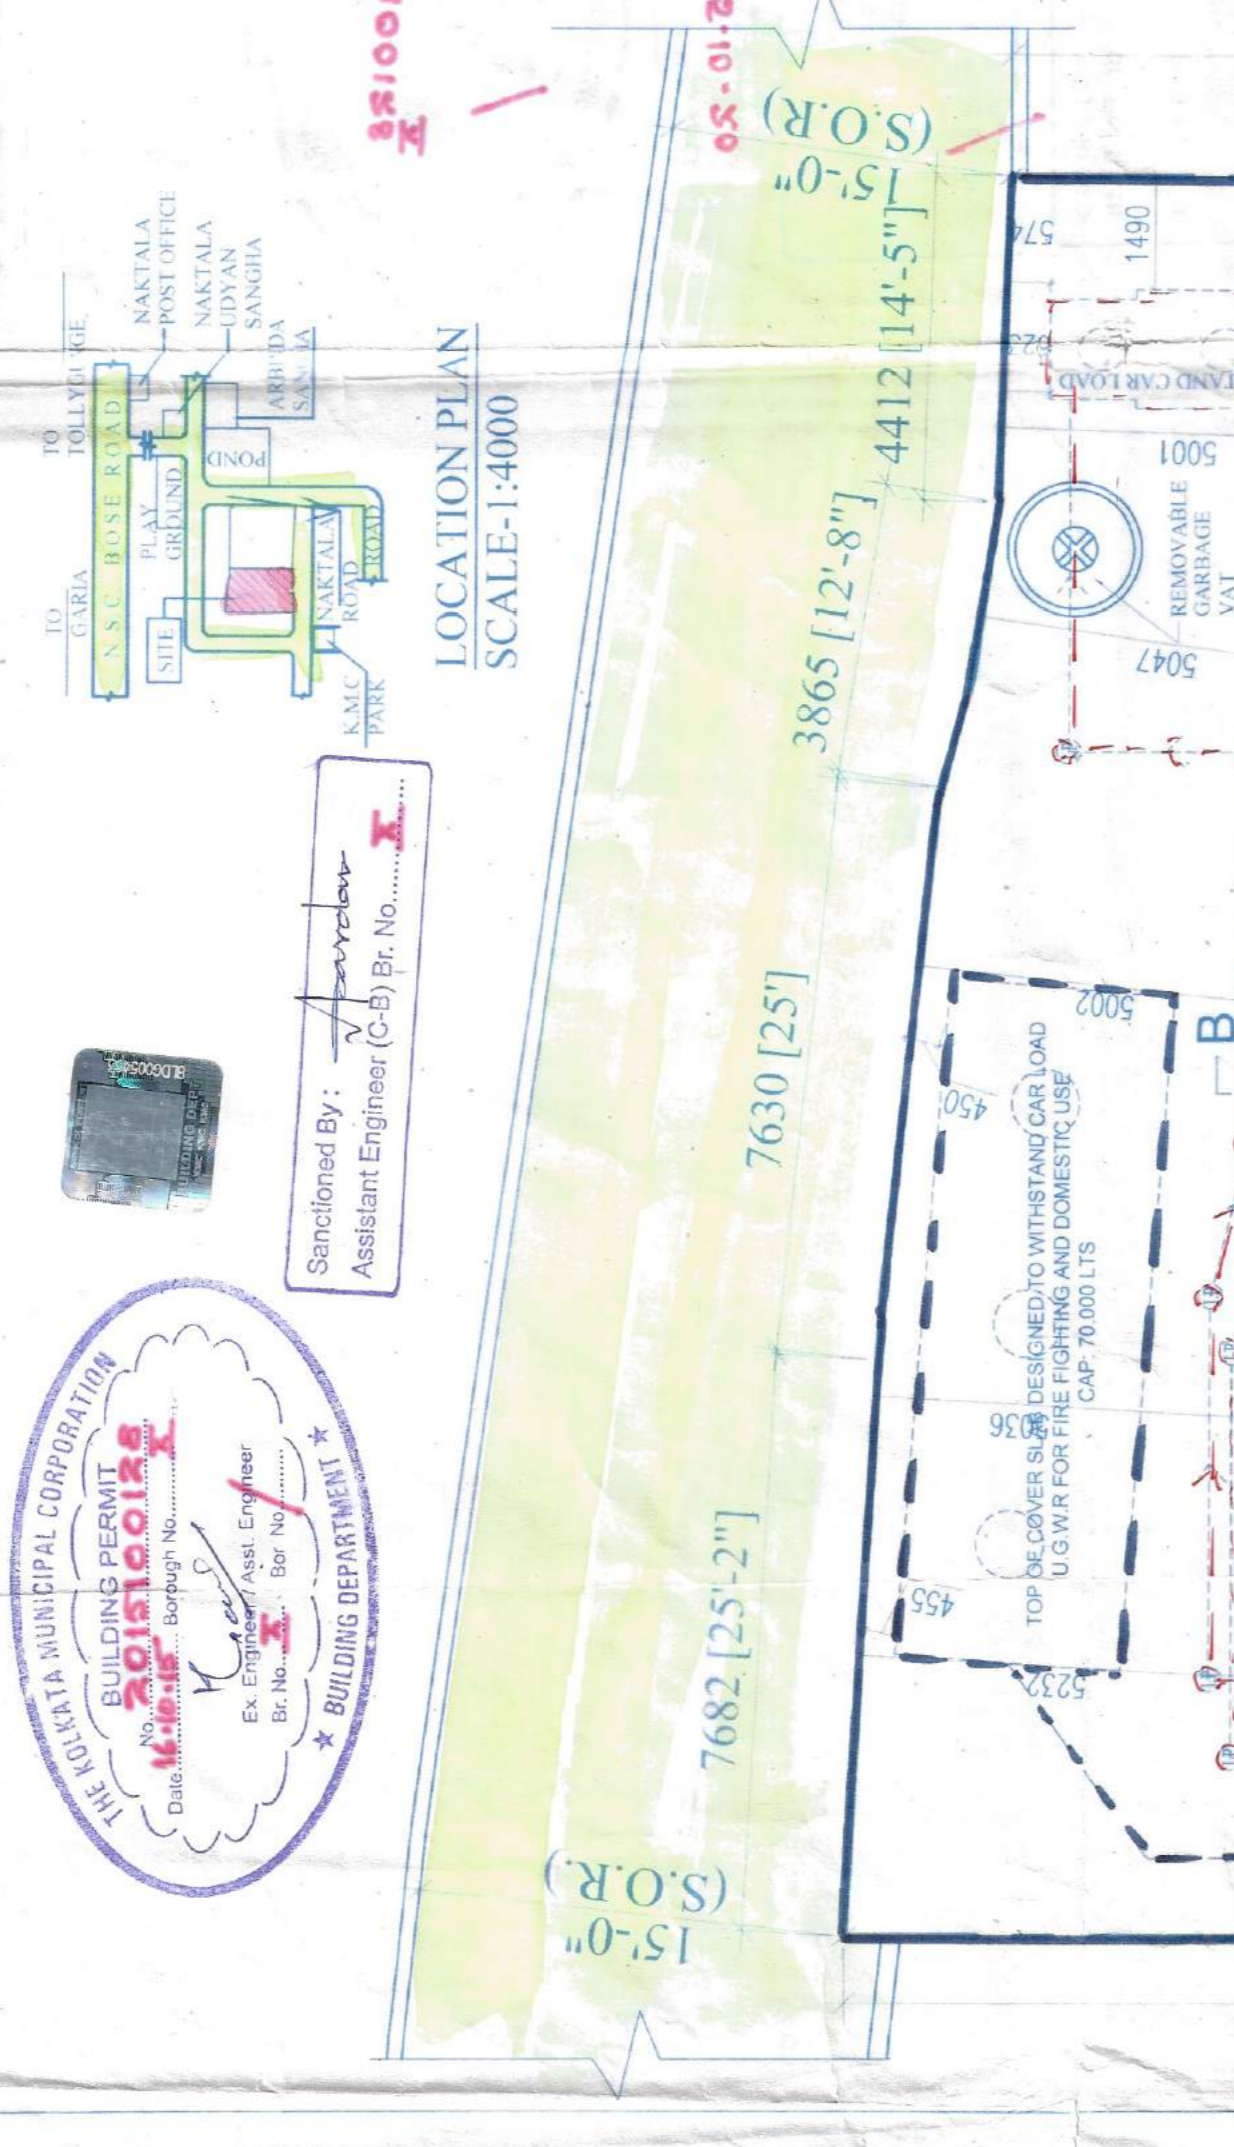 THE KOLKATA MUNICIPAL CORPORATION
BUILDING PERMIT
No. 2015100128
Date 16.10.15 Borough No. X
Ex. Engineer / Asst. Engineer
Br. No. X Bor No.
★ BUILDING DEPARTMENT ★
BUILDING DEP
Sanctioned By :
Assistant Engineer (C-B) Br. No. X
TO
GARIA
TO
TOLLYGUNGE
N S C BOSE ROAD
SITE
PLAY
GROUND
POND
NAKTALA
POST OFFICE
NAKTALA
UDYAN
SANGHA
NAKTALA
ROAD
ROAD
K.M.C
PARK
LOCATION PLAN
SCALE-1:4000
X
15'-0"
(S.O.R.)
7682 [25'-2"]
7630 [25']
3865 [12'-8"]
4412 [14'-5"]
15'-0"
(S.O.R)
574
1490
5001
5047
REMOVABLE
GARBAGE
VAT
455
5232
450
5002
TOP OF COVER SLAB DESIGNED TO WITHSTAND CAR LOAD
U.G.W.R FOR FIRE FIGHTING AND DOMESTIC USE
CAP: 70,000 LTS
B
CAR LOAD